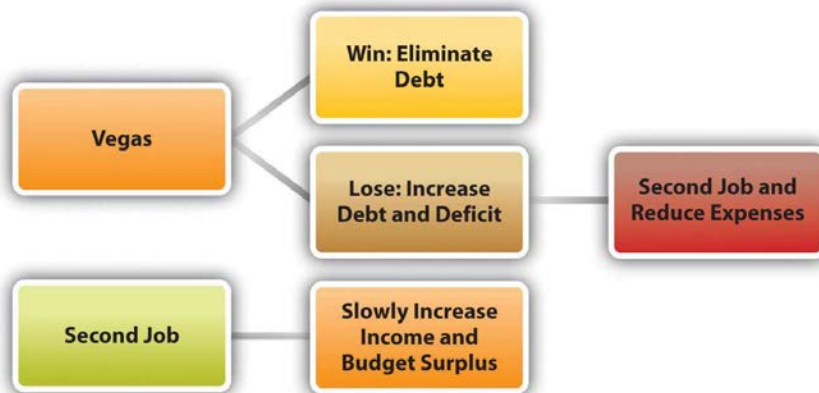 Win: Eliminate
Debt
Vegas
Lose: Increase
Debt and Deficit
Second Job and
Reduce Expenses
Second Job
Slowly Increase
Income and
Budget Surplus